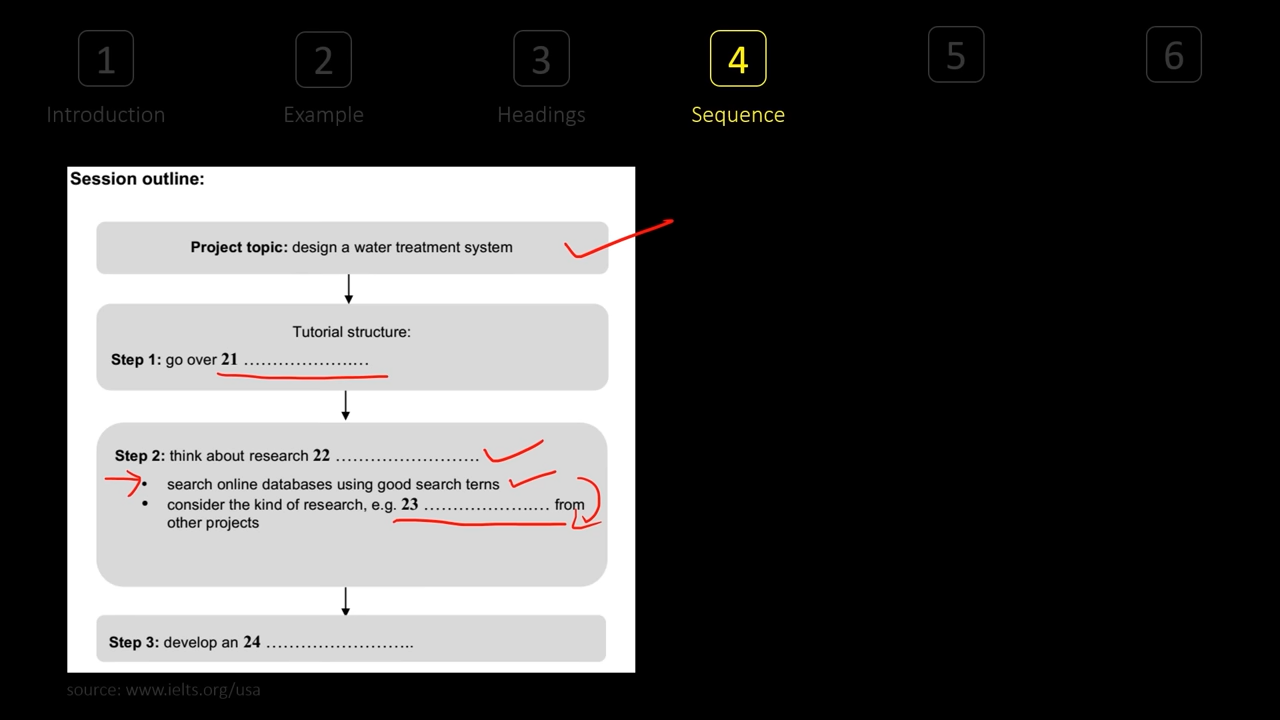 1 2 3 4 5 6
Introduction Example Headings Sequence
Session outline:
Project topic: design a water treatment system
Tutorial structure:
Step 1: go over 21 ………………….…
Step 2: think about research 22 …………………….
• search online databases using good search terns
• consider the kind of research, e.g. 23 ………………….… from
other projects
Step 3: develop an 24 ……………………..
source: www.ielts.org/usa